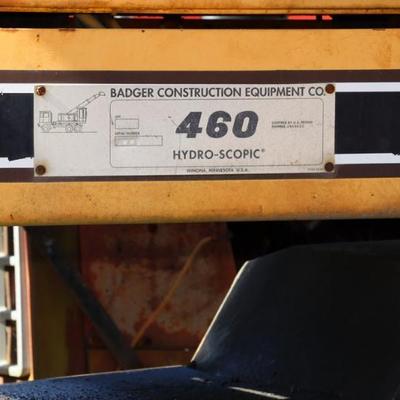 BADGER CONSTRUCTION EQUIPMENT CO.
460
HYDRO-SCOPIC®
WINONA, MINNESOTA U.S.A.